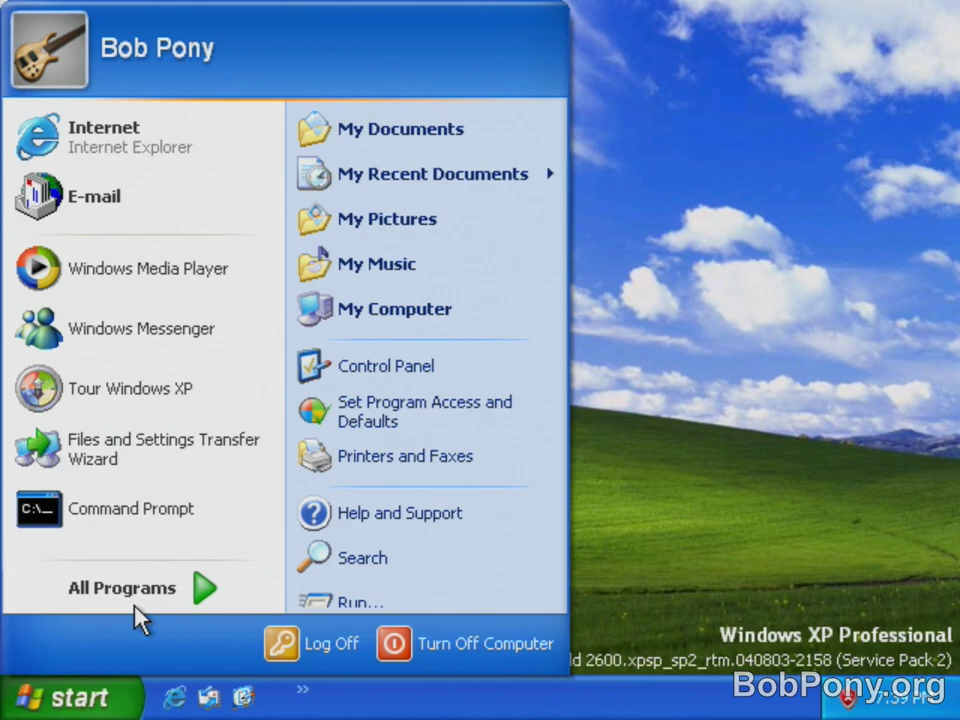 Bob Pony
Internet
Internet Explorer
E-mail
Windows Media Player
Windows Messenger
Tour Windows XP
Files and Settings Transfer
Wizard
C:\_
Command Prompt
All Programs
My Documents
My Recent Documents
My Pictures
My Music
My Computer
Control Panel
Set Program Access and
Defaults
Printers and Faxes
Help and Support
Search
Run...
Log Off
Turn Off Computer
Windows XP Professional
ld 2600.xpsp_sp2_rtm.040803-2158 (Service Pack 2)
BobPony.org
start